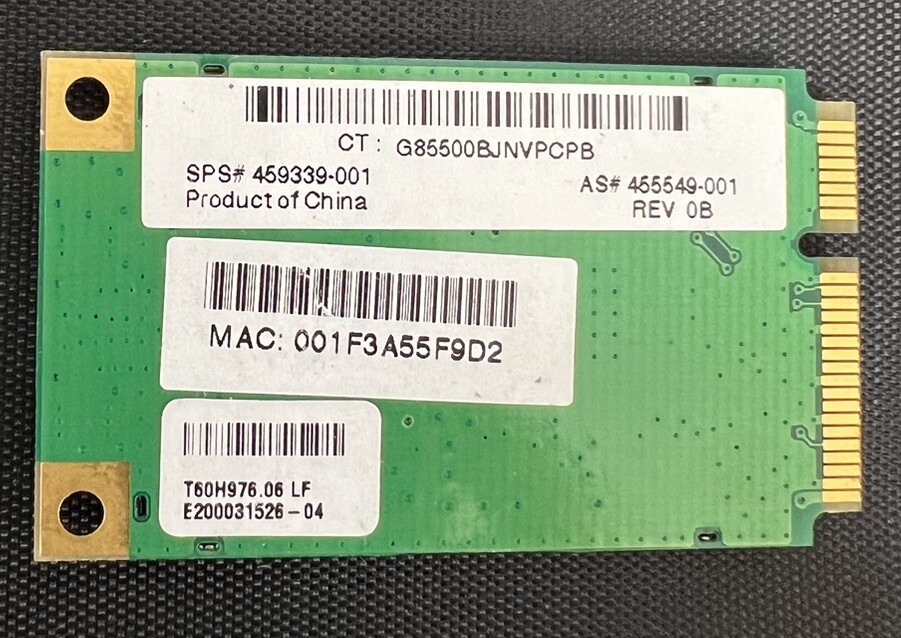 CT: G85500BJNVPCPB
SPS# 459339-001
AS# 455549-001
Product of China
REV 0B
MAC: 001F3A55F9D2
T60H976.06 LF
E200031526-04